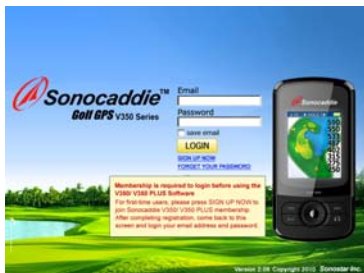 Sonocaddie™
Golf GPS V350 Series
Email
Password
save email
LOGIN
SIGN UP NOW
FORGET YOUR PASSWORD
Membership is required to login before using the
V350/ V350 PLUS Software
For first-time users, please press SIGN UP NOW to
join Sonocaddie V350/ V350 PLUS membership.
After completing registration, come back to this
screen and login your email address and password.
Sonocaddie
Version 2.08 Copyright 2010 Sonostar Inc.